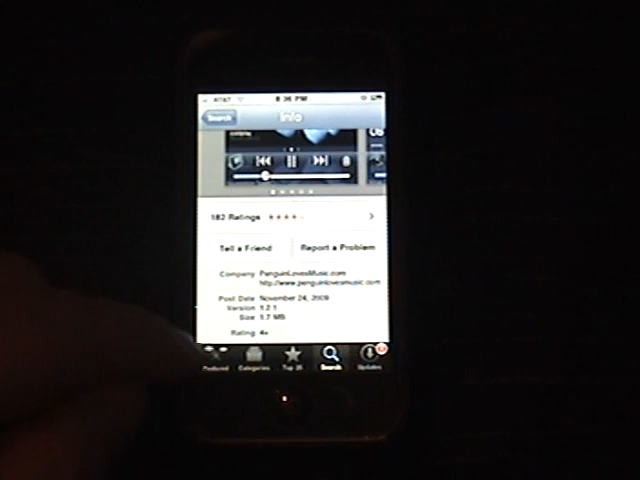 AT&T 8:36 PM
Search Info
182 Ratings
Tell a Friend Report a Problem
Company PenguinLovesMusic.com
http://www.penguinlovesmusic.com
Post Date November 24, 2009
Version 1.2.1
Size 1.7 MB
Rating 4+
Featured Categories Top 25 Search Updates